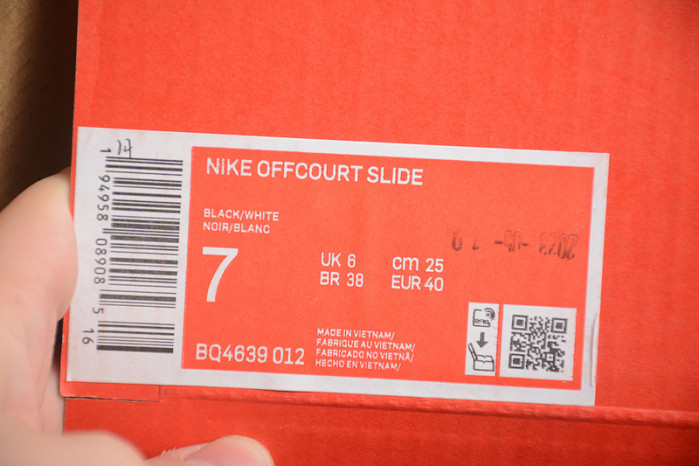 NIKE OFFCOURT SLIDE
BLACK/WHITE
NOIR/BLANC
7
UK 6
cm 25
BR 38
EUR 40
BQ4639 012
MADE IN VIETNAM/
FABRIQUE AU VIETNAM/
FABRICADO NO VIETNÃ/
HECHO EN VIETNAM/
1 94958 08908 5 16